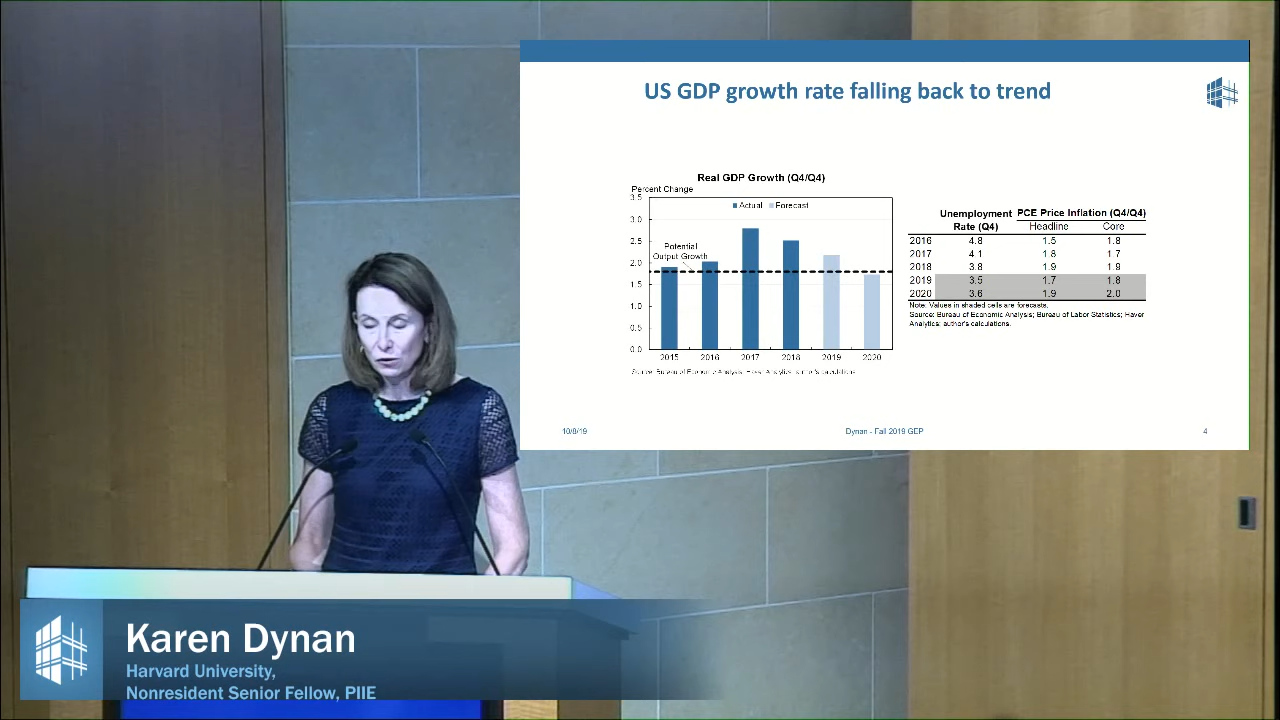 US GDP growth rate falling back to trend
Real GDP Growth (Q4/Q4)
Percent Change
3.5
3.0
2.5
2.0
1.5
1.0
0.5
0.0
Actual
Forecast
Potential
Output Growth
2015 2016 2017 2018 2019 2020
Source: Bureau of Economic Analysis;
Unemployment PCE Price Inflation (Q4/Q4)
Rate (Q4) Headline Core
2016 4.8 1.5 1.8
2017 4.1 1.8 1.7
2018 3.8 1.9 1.9
2019 3.5 1.7 1.8
2020 3.6 1.9 2.0
Note: Values in shaded cells are forecasts.
Source: Bureau of Economic Analysis; Bureau of Labor Statistics; Haver
Analytics; author's calculations.
10/8/19
Dynan - Fall 2019 GEP
4
Karen Dynan
Harvard University,
Nonresident Senior Fellow, PIIE